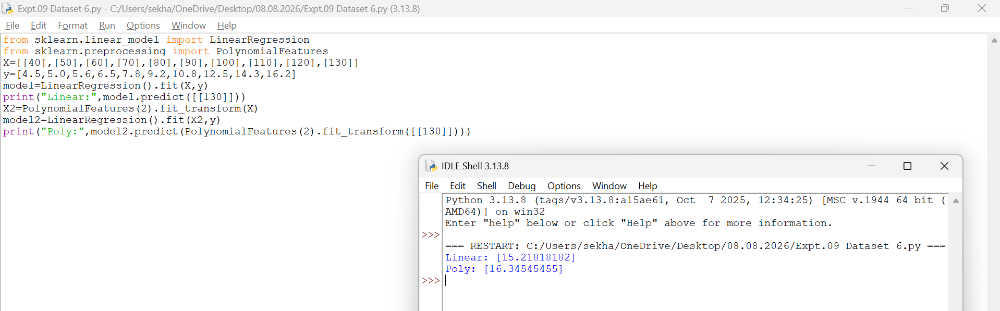 Expt.09 Dataset 6.py - C:/Users/sekha/OneDrive/Desktop/08.08.2026/Expt.09 Dataset 6.py (3.13.8)
File Edit Format Run Options Window Help
from sklearn.linear_model import LinearRegression
from sklearn.preprocessing import PolynomialFeatures
X=[[40],[50],[60],[70],[80],[90],[100],[110],[120],[130]]
y=[4.5,5.0,5.6,6.5,7.8,9.2,10.8,12.5,14.3,16.2]
model=LinearRegression().fit(X,y)
print("Linear:",model.predict([[130]]))
X2=PolynomialFeatures(2).fit_transform(X)
model2=LinearRegression().fit(X2,y)
print("Poly:",model2.predict(PolynomialFeatures(2).fit_transform([[130]])))
IDLE Shell 3.13.8
File Edit Shell Debug Options Window Help
Python 3.13.8 (tags/v3.13.8:a15ae61, Oct  7 2025, 12:34:25) [MSC v.1944 64 bit (
AMD64)] on win32
Enter "help" below or click "Help" above for more information.
>>>
=== RESTART: C:/Users/sekha/OneDrive/Desktop/08.08.2026/Expt.09 Dataset 6.py ===
Linear: [15.21818182]
Poly: [16.34545455]
>>>